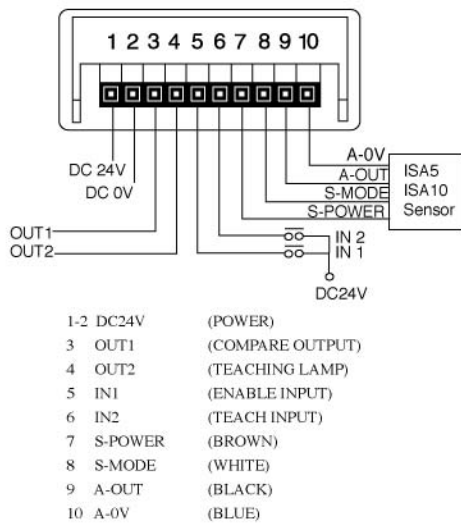 1 2 3 4 5 6 7 8 9 10
DC 24V
DC 0V
A-0V
A-OUT
S-MODE
S-POWER
ISA5
ISA10
Sensor
OUT1
OUT2
IN 2
IN 1
DC24V
1-2 DC24V (POWER)
3 OUT1 (COMPARE OUTPUT)
4 OUT2 (TEACHING LAMP)
5 IN1 (ENABLE INPUT)
6 IN2 (TEACH INPUT)
7 S-POWER (BROWN)
8 S-MODE (WHITE)
9 A-OUT (BLACK)
10 A-0V (BLUE)